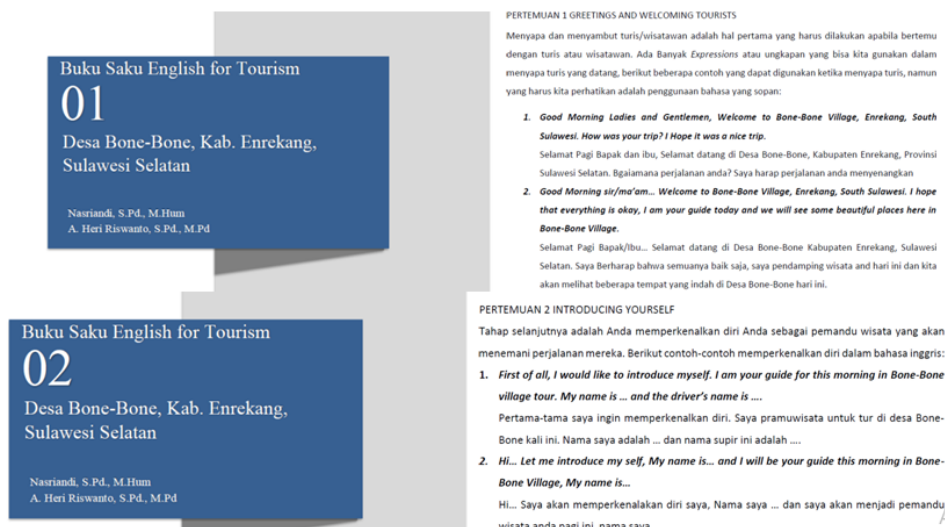 Buku Saku English for Tourism
01
Desa Bone-Bone, Kab. Enrekang,
Sulawesi Selatan
Nasriandi, S.Pd., M.Hum
A. Heri Riswanto, S.Pd., M.Pd
PERTEMUAN 1 GREETINGS AND WELCOMING TOURISTS
Menyapa dan menyambut turis/wisatawan adalah hal pertama yang harus dilakukan apabila bertemu
dengan turis atau wisatawan. Ada Banyak Expressions atau ungkapan yang bisa kita gunakan dalam
menyapa turis yang datang, berikut beberapa contoh yang dapat digunakan ketika menyapa turis, namun
yang harus kita perhatikan adalah penggunaan bahasa yang sopan:
1. Good Morning Ladies and Gentlemen, Welcome to Bone-Bone Village, Enrekang, South
Sulawesi. How was your trip? I Hope it was a nice trip.
Selamat Pagi Bapak dan ibu, Selamat datang di Desa Bone-Bone, Kabupaten Enrekang, Provinsi
Sulawesi Selatan. Bgaiamana perjalanan anda? Saya harap perjalanan anda menyenangkan
2. Good Morning sir/ma'am... Welcome to Bone-Bone Village, Enrekang, South Sulawesi. I hope
that everything is okay, I am your guide today and we will see some beautiful places here in
Bone-Bone Village.
Selamat Pagi Bapak/Ibu... Selamat datang di Desa Bone-Bone Kabupaten Enrekang, Sulawesi
Selatan. Saya Berharap bahwa semuanya baik saja, saya pendamping wisata and hari ini dan kita
akan melihat beberapa tempat yang indah di Desa Bone-Bone hari ini.
Buku Saku English for Tourism
02
Desa Bone-Bone, Kab. Enrekang,
Sulawesi Selatan
Nasriandi, S.Pd., M.Hum
A. Heri Riswanto, S.Pd., M.Pd
PERTEMUAN 2 INTRODUCING YOURSELF
Tahap selanjutnya adalah Anda memperkenalkan diri Anda sebagai pemandu wisata yang akan
menemani perjalanan mereka. Berikut contoh-contoh memperkenalkan diri dalam bahasa inggris:
1. First of all, I would like to introduce myself. I am your guide for this morning in Bone-Bone
village tour. My name is ... and the driver's name is ....
Pertama-tama saya ingin memperkenalkan diri. Saya pramuwisata untuk tur di desa Bone-
Bone kali ini. Nama saya adalah ... dan nama supir ini adalah ....
2. Hi... Let me introduce my self, My name is... and I will be your guide this morning in Bone-
Bone Village, My name is...
Hi... Saya akan memperkenalakan diri saya, Nama saya ... dan saya akan menjadi pemandu
wisata anda pagi ini, nama saya